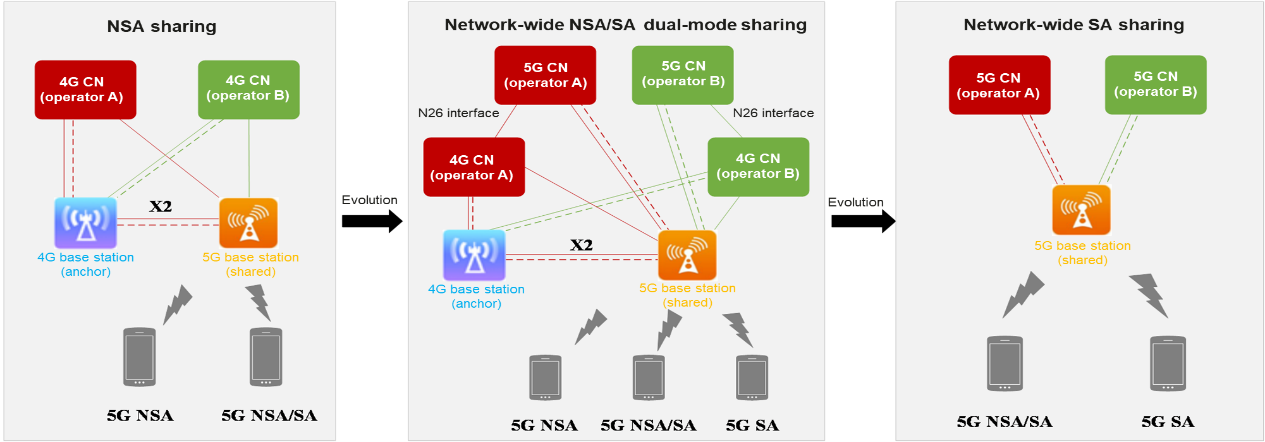 NSA sharing
4G CN
(operator A)
4G CN
(operator B)
X2
4G base station
(anchor)
5G base station
(shared)
5G NSA
5G NSA/SA
Evolution
Network-wide NSA/SA dual-mode sharing
5G CN
(operator A)
5G CN
(operator B)
N26 interface
N26 interface
4G CN
(operator A)
4G CN
(operator B)
X2
4G base station
(anchor)
5G base station
(shared)
5G NSA
5G NSA/SA
5G SA
Evolution
Network-wide SA sharing
5G CN
(operator A)
5G CN
(operator B)
5G base station
(shared)
5G NSA/SA
5G SA